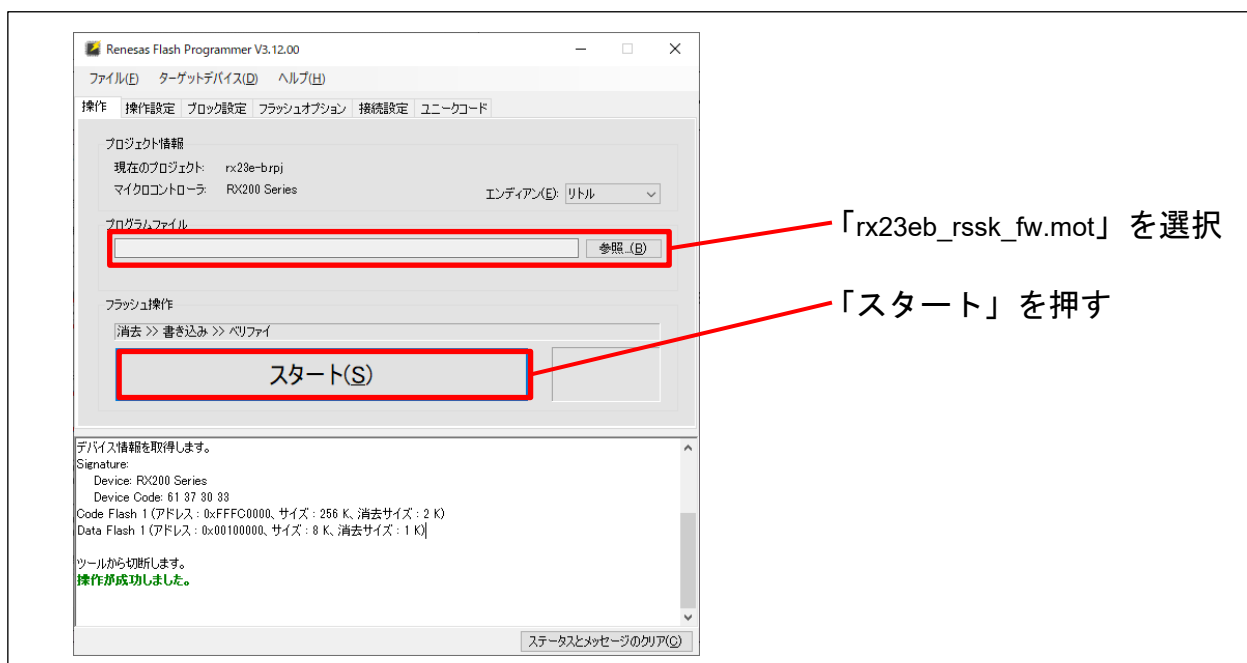 Renesas Flash Programmer V3.12.00
ファイル(F) ターゲットデバイス(D) ヘルプ(H)
操作 操作設定 ブロック設定 フラッシュオプション 接続設定 ユニークコード
プロジェクト情報
現在のプロジェクト: rx23e-b.rpj
マイクロコントローラ: RX200 Series
エンディアン(E): リトル
プログラムファイル
参照...(B)
「rx23eb_rssk_fw.mot」を選択
フラッシュ操作
消去 >> 書き込み >> ベリファイ
スタート(S)
「スタート」を押す
デバイス情報を取得します。
Signature:
Device: RX200 Series
Device Code: 61 37 30 33
Code Flash 1 (アドレス : 0xFFFC0000、サイズ : 256 K、消去サイズ : 2 K)
Data Flash 1 (アドレス : 0x00100000、サイズ : 8 K、消去サイズ : 1 K)
ツールから切断します。
操作が成功しました。
ステータスとメッセージのクリア(C)